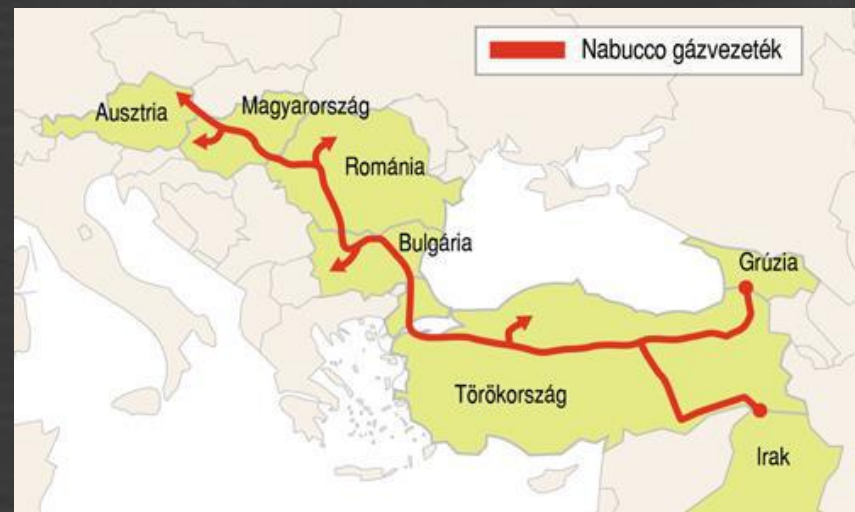 Nabucco gázvezeték
Ausztria
Magyarország
Románia
Bulgária
Grúzia
Törökország
Irak